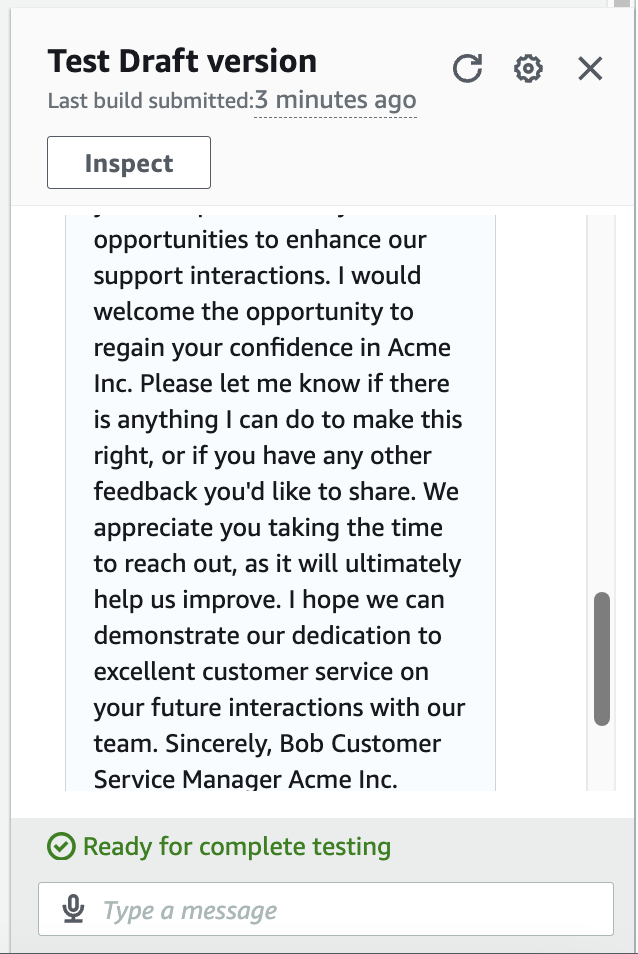 Test Draft version
Last build submitted:3 minutes ago
Inspect
opportunities to enhance our
support interactions. I would
welcome the opportunity to
regain your confidence in Acme
Inc. Please let me know if there
is anything I can do to make this
right, or if you have any other
feedback you'd like to share. We
appreciate you taking the time
to reach out, as it will ultimately
help us improve. I hope we can
demonstrate our dedication to
excellent customer service on
your future interactions with our
team. Sincerely, Bob Customer
Service Manager Acme Inc.
Ready for complete testing
Type a message